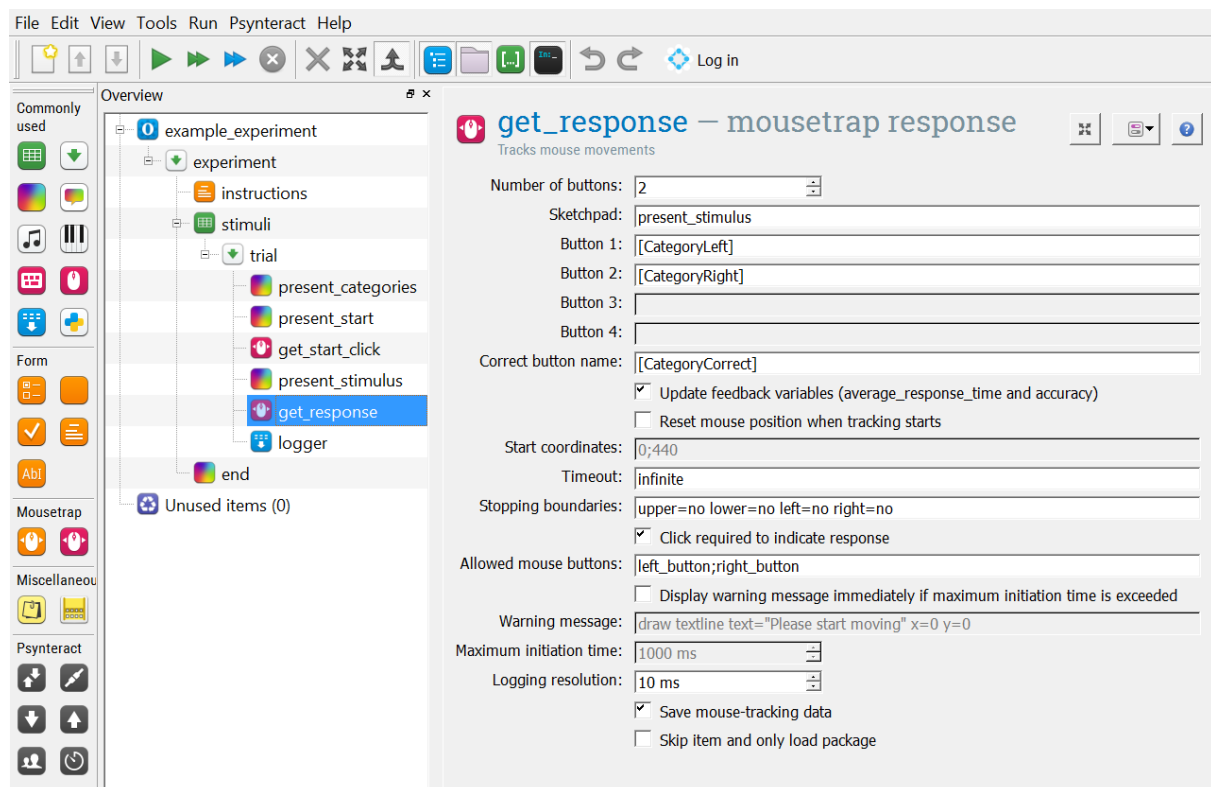 File Edit View Tools Run Psynteract Help
Log in
Commonly
used
Form
AbI
Mousetrap
Miscellaneou
Psynteract
Overview
example_experiment
experiment
instructions
stimuli
trial
present_categories
present_start
get_start_click
present_stimulus
get_response
logger
end
Unused items (0)
get_response — mousetrap response
Tracks mouse movements
Number of buttons: 2
Sketchpad: present_stimulus
Button 1: [CategoryLeft]
Button 2: [CategoryRight]
Button 3:
Button 4:
Correct button name: [CategoryCorrect]
Update feedback variables (average_response_time and accuracy)
Reset mouse position when tracking starts
Start coordinates: 0;440
Timeout: infinite
Stopping boundaries: upper=no lower=no left=no right=no
Click required to indicate response
Allowed mouse buttons: left_button;right_button
Display warning message immediately if maximum initiation time is exceeded
Warning message: draw textline text="Please start moving" x=0 y=0
Maximum initiation time: 1000 ms
Logging resolution: 10 ms
Save mouse-tracking data
Skip item and only load package